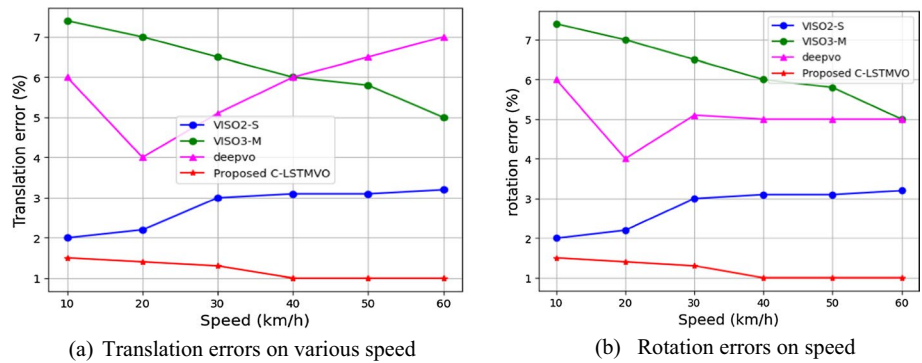 7
6
5
4
3
2
1
Translation error (%)
VISO2-S
VISO3-M
deepvo
Proposed C-LSTMVO
10 20 30 40 50 60
Speed (km/h)
(a) Translation errors on various speed
7
6
5
4
3
2
1
rotation error (%)
VISO2-S
VISO3-M
deepvo
Proposed C-LSTMVO
10 20 30 40 50 60
Speed (km/h)
(b) Rotation errors on speed